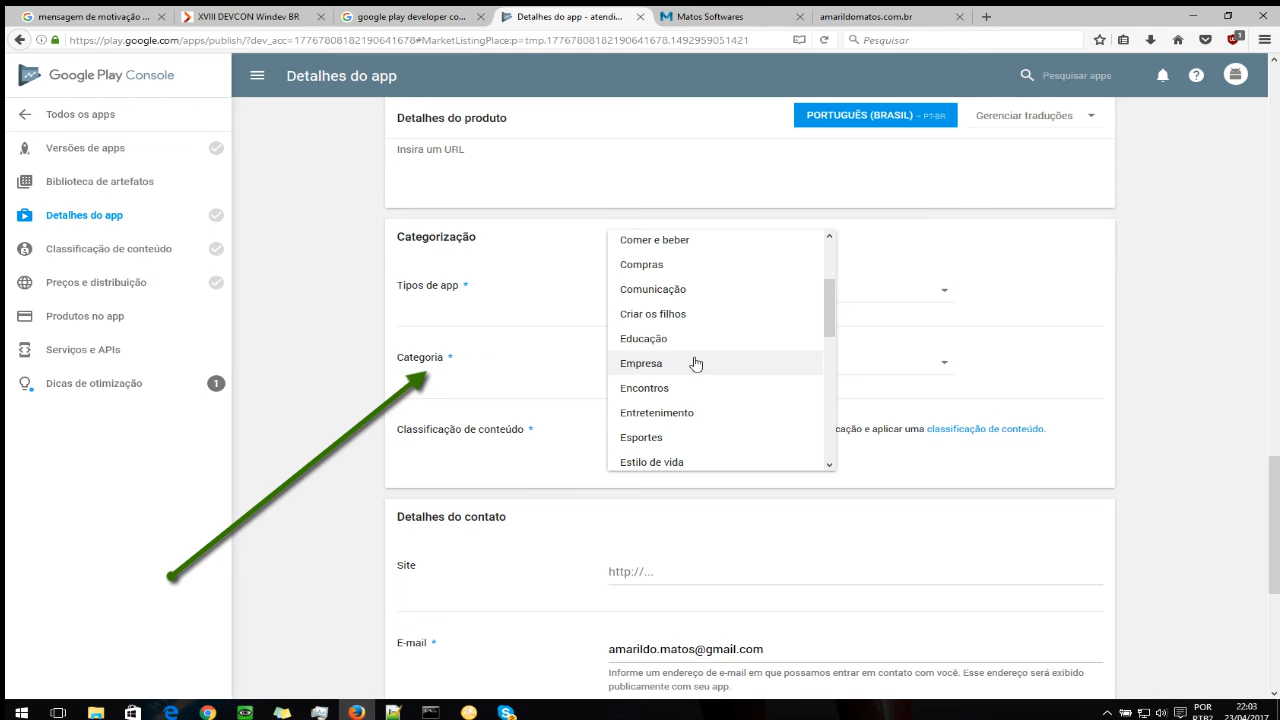 mensagem de motivação ...
XVIII DEVCON Windev BR
google play developer co...
Detalhes do app - atendi...
Matos Softwares
amarildomatos.com.br
https://play.google.com/apps/publish/?dev_acc=17767808182190641678#MarketListingPlace:p=tmp.17767808182190641678.1492959051421
Pesquisar
1
Google Play Console
Detalhes do app
Pesquisar apps
Todos os apps
Versões de apps
Biblioteca de artefatos
Detalhes do app
Classificação de conteúdo
Preços e distribuição
Produtos no app
Serviços e APIs
Dicas de otimização 1
Detalhes do produto
PORTUGUÊS (BRASIL) – PT-BR
Gerenciar traduções
Insira um URL
Categorização
Tipos de app *
Categoria *
Classificação de conteúdo *
Comer e beber
Compras
Comunicação
Criar os filhos
Educação
Empresa
Encontros
Entretenimento
Esportes
Estilo de vida
cação e aplicar uma classificação de conteúdo.
Detalhes do contato
Site
http://...
E-mail *
amarildo.matos@gmail.com
Informe um endereço de e-mail em que possamos entrar em contato com você. Esse endereço será exibido
publicamente com seu app.
POR
PTB2
22:03
23/04/2017